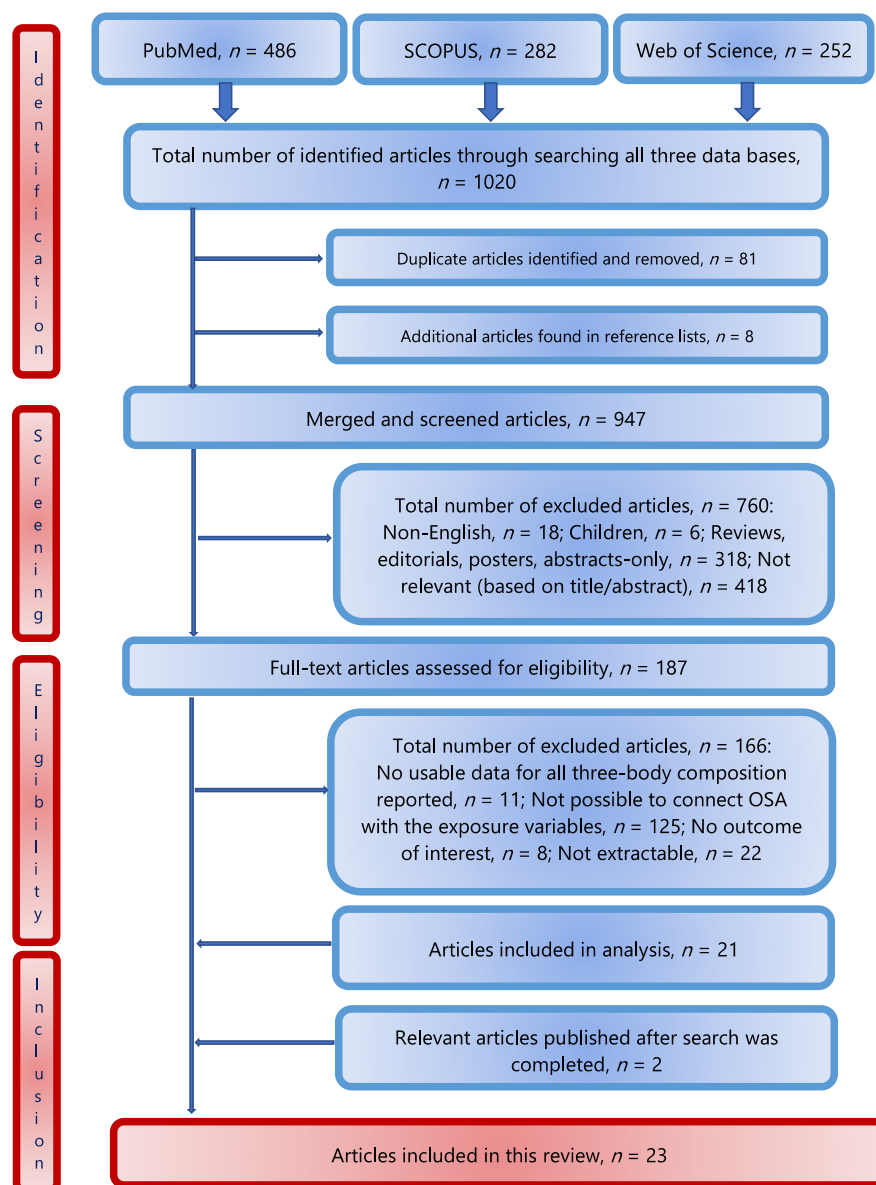 Identification
PubMed, n = 486
SCOPUS, n = 282
Web of Science, n = 252
Total number of identified articles through searching all three data bases,
n = 1020
Duplicate articles identified and removed, n = 81
Additional articles found in reference lists, n = 8
Screening
Merged and screened articles, n = 947
Total number of excluded articles, n = 760:
Non-English, n = 18; Children, n = 6; Reviews,
editorials, posters, abstracts-only, n = 318; Not
relevant (based on title/abstract), n = 418
Eligibility
Full-text articles assessed for eligibility, n = 187
Total number of excluded articles, n = 166:
No usable data for all three-body composition
reported, n = 11; Not possible to connect OSA
with the exposure variables, n = 125; No outcome
of interest, n = 8; Not extractable, n = 22
Articles included in analysis, n = 21
Inclusion
Relevant articles published after search was
completed, n = 2
Articles included in this review, n = 23